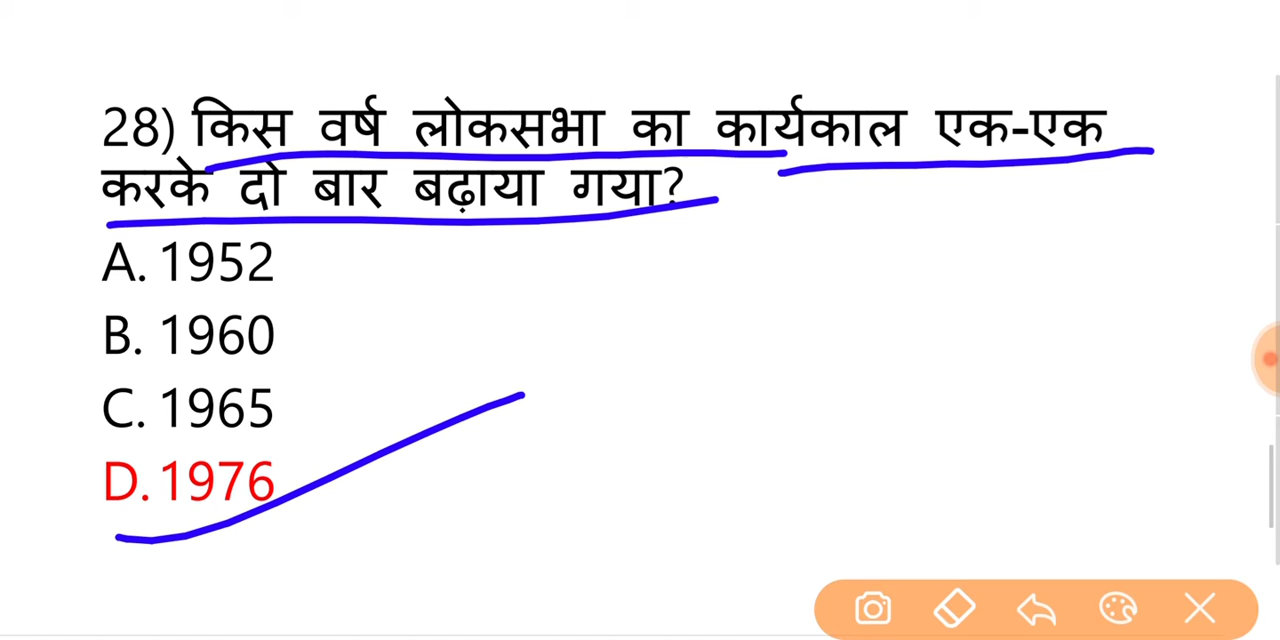 28) किस वर्ष लोकसभा का कार्यकाल एक-एक
करके दो बार बढ़ाया गया?
A. 1952
B. 1960
C. 1965
D. 1976